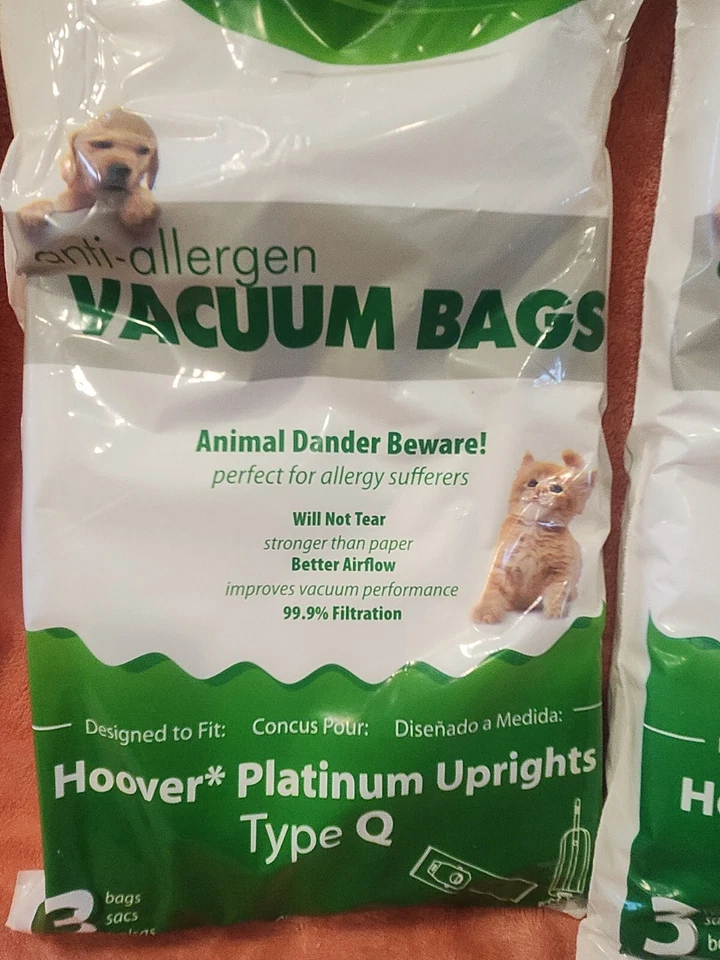 anti-allergen
VACUUM BAGS
Animal Dander Beware!
perfect for allergy sufferers
Will Not Tear
stronger than paper
Better Airflow
improves vacuum performance
99.9% Filtration
Designed to Fit: Concus Pour: Diseñado a Medida:
Hoover* Platinum Uprights
Type Q
3 bags
sacs
3